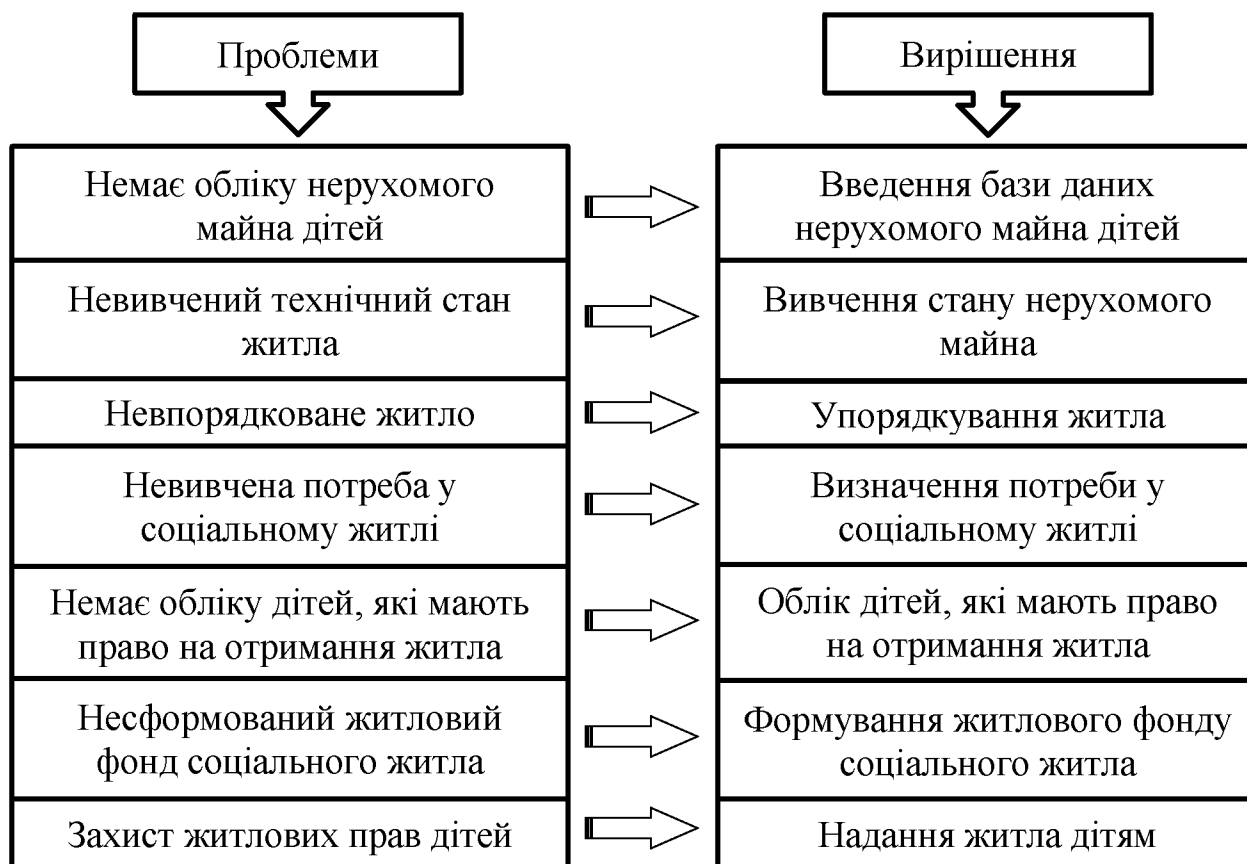 Проблеми
Вирішення
Немає обліку нерухомого
майна дітей
Введення бази даних
нерухомого майна дітей
Невивчений технічний стан
житла
Вивчення стану нерухомого
майна
Невпорядковане житло
Упорядкування житла
Невивчена потреба у
соціальному житлі
Визначення потреби у
соціальному житлі
Немає обліку дітей, які мають
право на отримання житла
Облік дітей, які мають право
на отримання житла
Несформований житловий
фонд соціального житла
Формування житлового фонду
соціального житла
Захист житлових прав дітей
Надання житла дітям